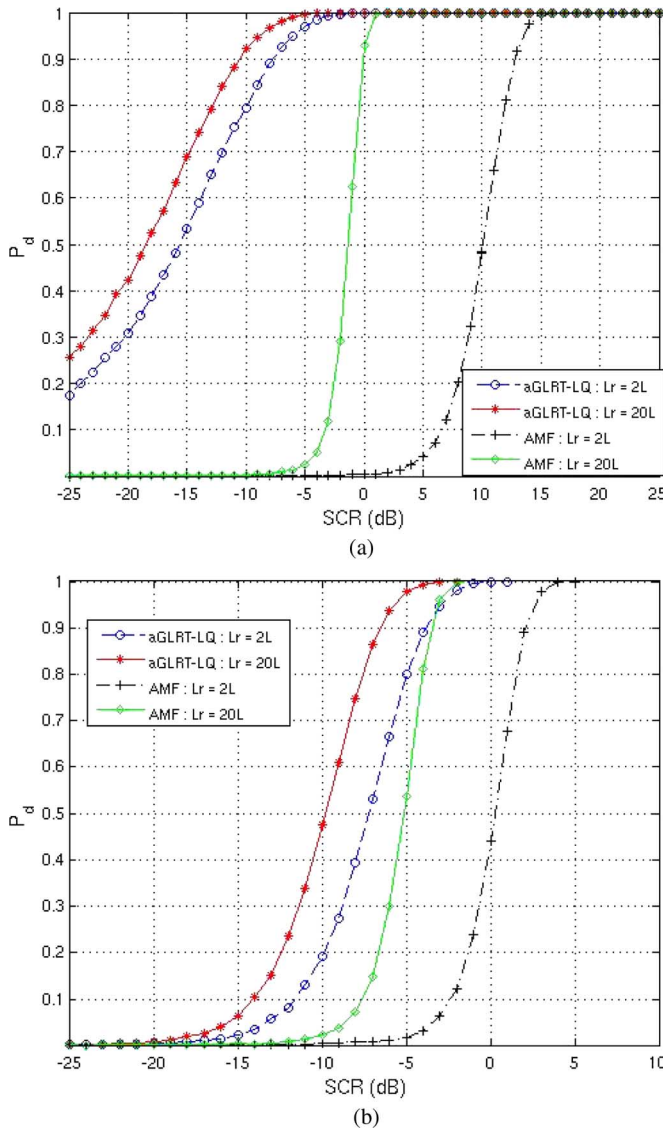 1
0.9
0.8
0.7
0.6
0.5
0.4
0.3
0.2
0.1
P_d
-25 -20 -15 -10 -5 0 5 10 15 20 25
SCR (dB)
aGLRT-LQ : Lr = 2L
aGLRT-LQ : Lr = 20L
AMF : Lr = 2L
AMF : Lr = 20L
(a)
1
0.9
0.8
0.7
0.6
0.5
0.4
0.3
0.2
0.1
P_d
aGLRT-LQ : Lr = 2L
aGLRT-LQ : Lr = 20L
AMF : Lr = 2L
AMF : Lr = 20L
-25 -20 -15 -10 -5 0 5 10
SCR (dB)
(b)